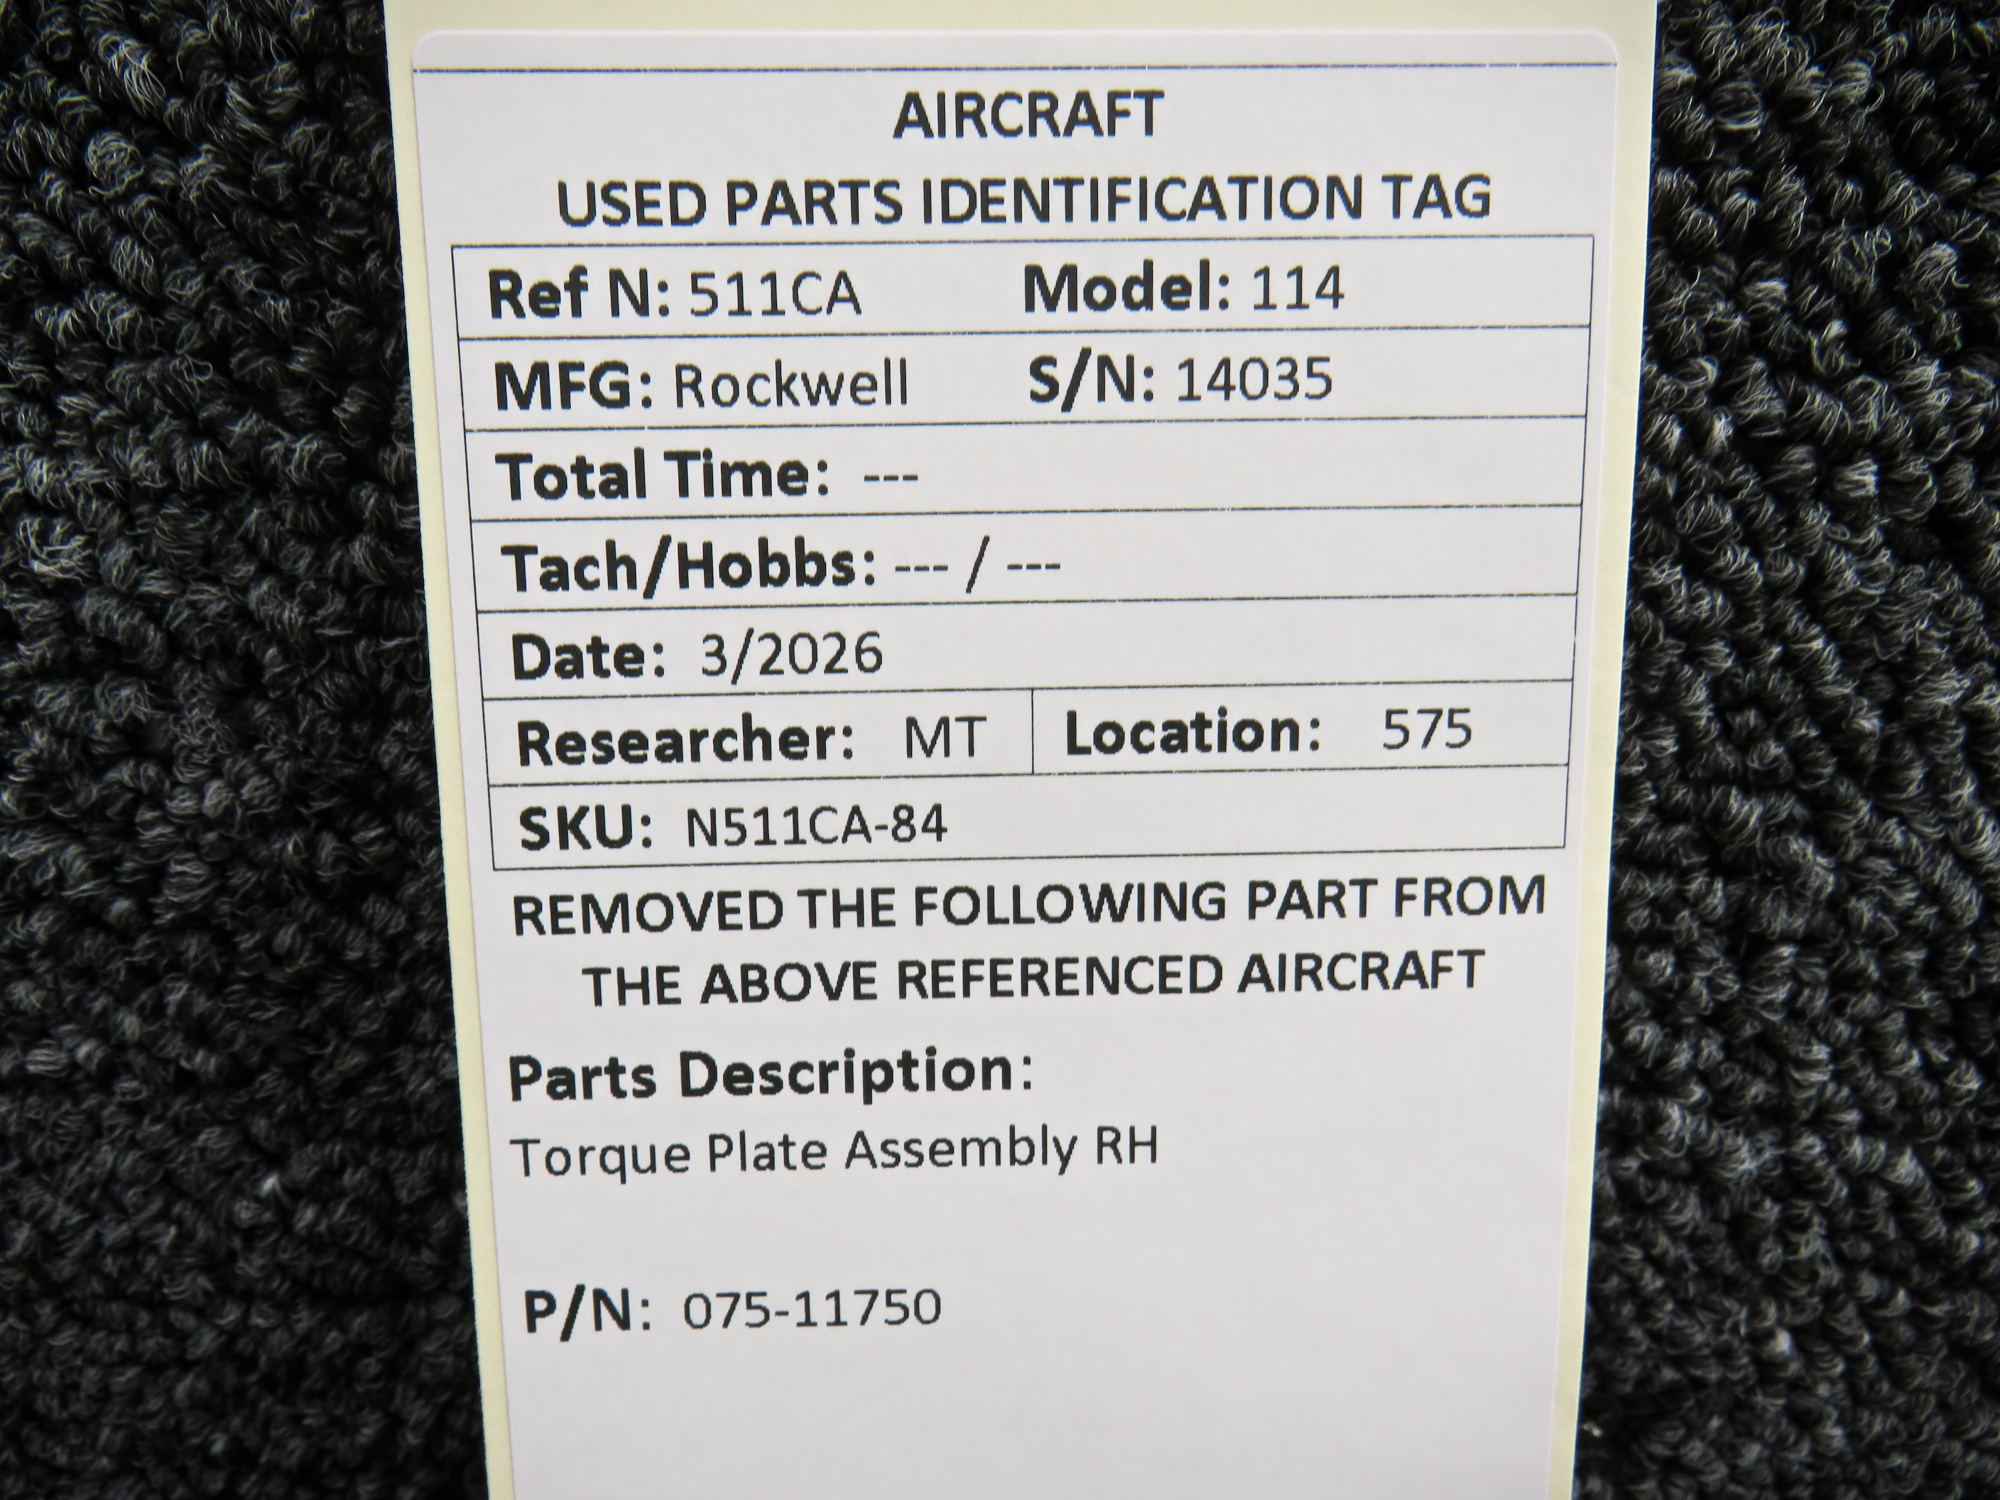 AIRCRAFT
USED PARTS IDENTIFICATION TAG
Ref N: 511CA Model: 114
MFG: Rockwell S/N: 14035
Total Time: ---
Tach/Hobbs: --- / ---
Date: 3/2026
Researcher: MT Location: 575
SKU: N511CA-84
REMOVED THE FOLLOWING PART FROM
THE ABOVE REFERENCED AIRCRAFT
Parts Description:
Torque Plate Assembly RH
P/N: 075-11750